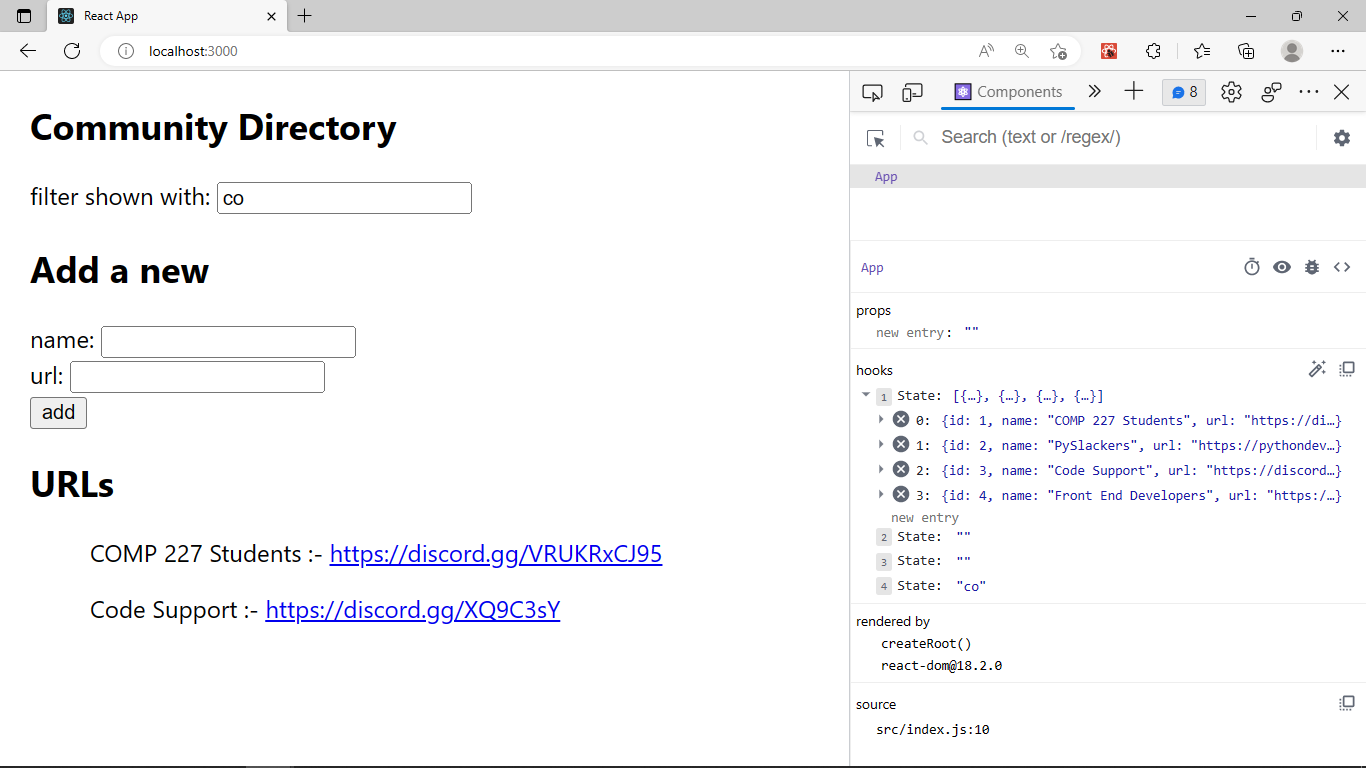 React App
localhost:3000
Components
8
Community Directory
Search (text or /regex/)
App
filter shown with: co
App
Add a new
props
new entry: ""
name:
url:
add
hooks
1 State: [{…}, {…}, {…}, {…}]
0: {id: 1, name: "COMP 227 Students", url: "https://di…}
1: {id: 2, name: "PySlackers", url: "https://pythondev…}
2: {id: 3, name: "Code Support", url: "https://discord…}
3: {id: 4, name: "Front End Developers", url: "https:/…}
new entry
2 State: ""
3 State: ""
4 State: "co"
URLs
COMP 227 Students :- https://discord.gg/VRUKRxCJ95
Code Support :- https://discord.gg/XQ9C3sY
rendered by
createRoot()
react-dom@18.2.0
source
src/index.js:10